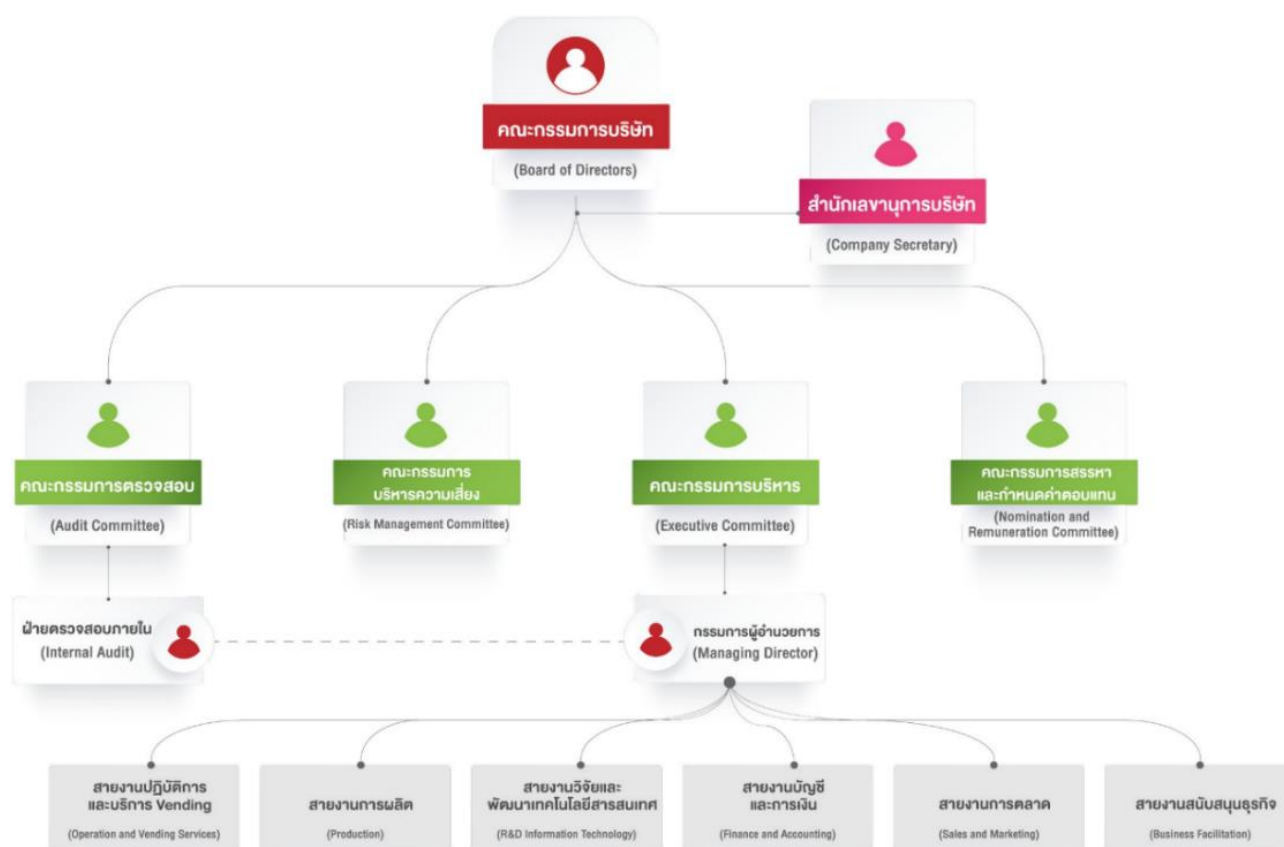 คณะกรรมการบริษัท
(Board of Directors)
สำนักเลขานุการบริษัท
(Company Secretary)
คณะกรรมการตรวจสอบ
(Audit Committee)
คณะกรรมการ
บริหารความเสี่ยง
(Risk Management Committee)
คณะกรรมการบริหาร
(Executive Committee)
คณะกรรมการสรรหา
และกำหนดค่าตอบแทน
(Nomination and
Remuneration Committee)
ฝ่ายตรวจสอบภายใน
(Internal Audit)
กรรมการผู้อำนวยการ
(Managing Director)
สายงานปฏิบัติการ
และบริการ Vending
(Operation and Vending Services)
สายงานการผลิต
(Production)
สายงานวิจัยและ
พัฒนาเทคโนโลยีสารสนเทศ
(R&D Information Technology)
สายงานบัญชี
และการเงิน
(Finance and Accounting)
สายงานการตลาด
(Sales and Marketing)
สายงานสนับสนุนธุรกิจ
(Business Facilitation)